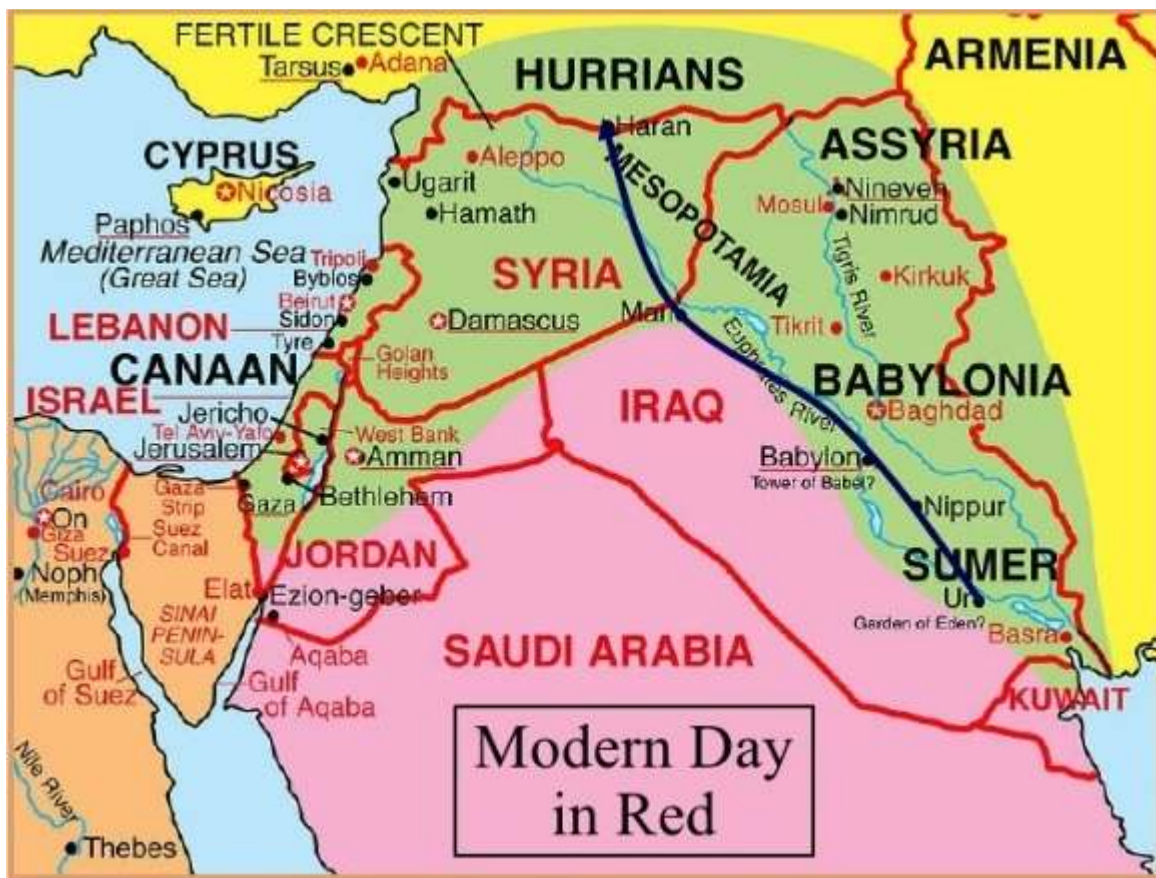 FERTILE CRESCENT
Tarsus
Adana
HURRIANS
ARMENIA
Haran
ASSYRIA
CYPRUS
Nicosia
Aleppo
MESOPOTAMIA
Ugarit
Nineveh
Mosul
Nimrud
Paphos
Hamath
Mediterranean Sea
(Great Sea)
Tripoli
Byblos
SYRIA
Tigris River
Kirkuk
Beirut
LEBANON
Sidon
Damascus
Mari
Tikrit
Tyre
Golan
Heights
Euphrates River
CANAAN
BABYLONIA
ISRAEL
Jericho
IRAQ
Baghdad
Tel Aviv-Yafo
West Bank
Jerusalem
Amman
Babylon
Tower of Babel?
Cairo
Gaza
Strip
Gaza
Bethlehem
Nippur
On
Giza
Suez
Suez
Canal
JORDAN
SUMER
Noph
(Memphis)
Elat
Ezion-geber
Ur
Garden of Eden?
SINAI
PENIN-
SULA
Basra
Aqaba
SAUDI ARABIA
Gulf
of Suez
Gulf
of Aqaba
KUWAIT
Modern Day
in Red
Nile River
Thebes